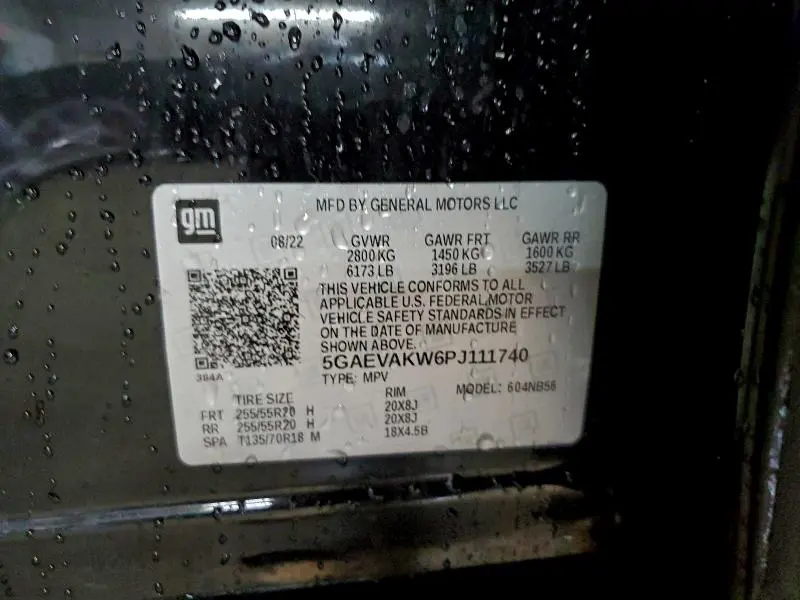 gm
MFD BY GENERAL MOTORS LLC
08/22 GVWR GAWR FRT GAWR RR
2800 KG 1450 KG 1600 KG
6173 LB 3196 LB 3527 LB
THIS VEHICLE CONFORMS TO ALL
APPLICABLE U.S. FEDERAL MOTOR
VEHICLE SAFETY STANDARDS IN EFFECT
ON THE DATE OF MANUFACTURE
SHOWN ABOVE.
384A
5GAEVAKW6PJ111740
TYPE: MPV MODEL: 604NB56
TIRE SIZE RIM
FRT 255/55R20 H 20X8J
RR 255/55R20 H 20X8J
SPA T135/70R18 M 18X4.5B